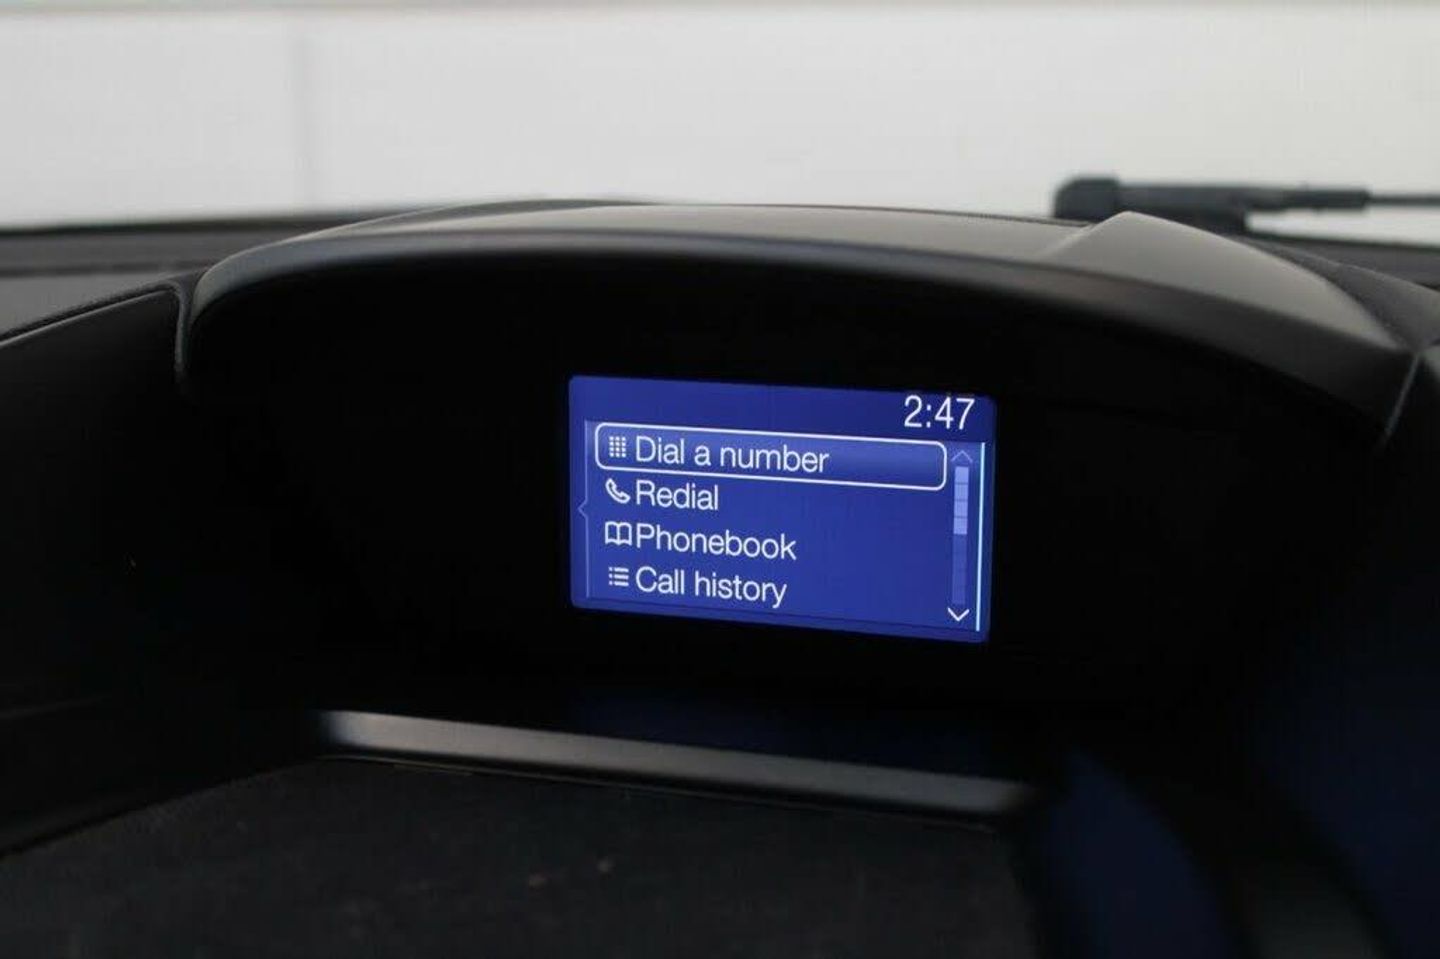 2:47
Dial a number
Redial
Phonebook
Call history